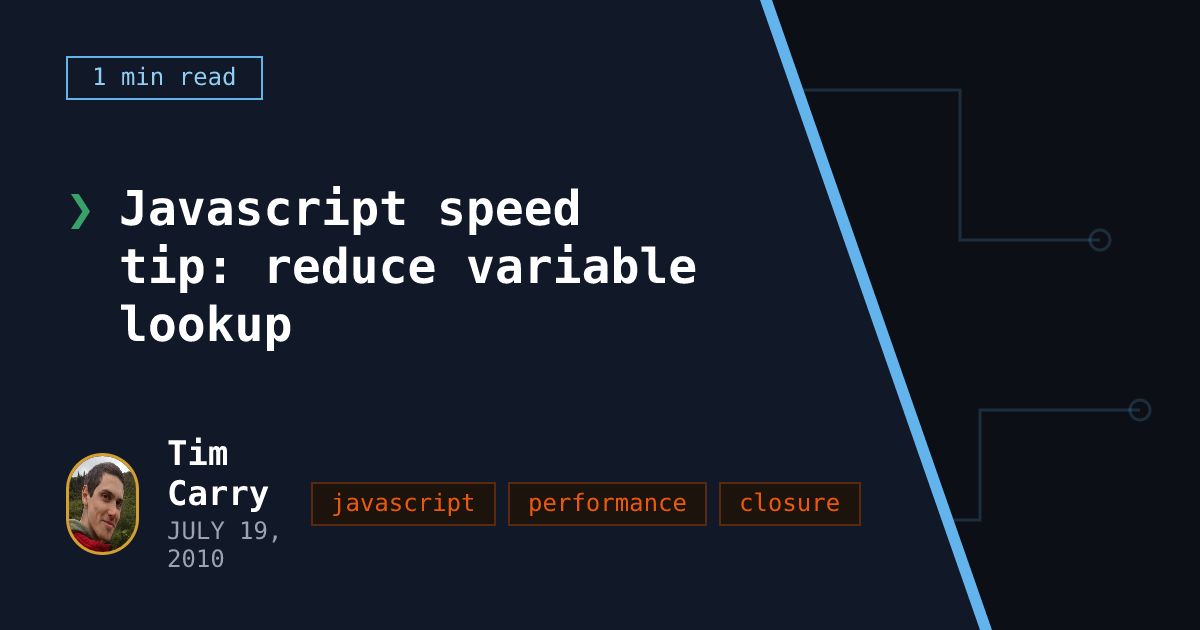 1 min read
❯ Javascript speed
tip: reduce variable
lookup
Tim
Carry
JULY 19,
2010
javascript
performance
closure